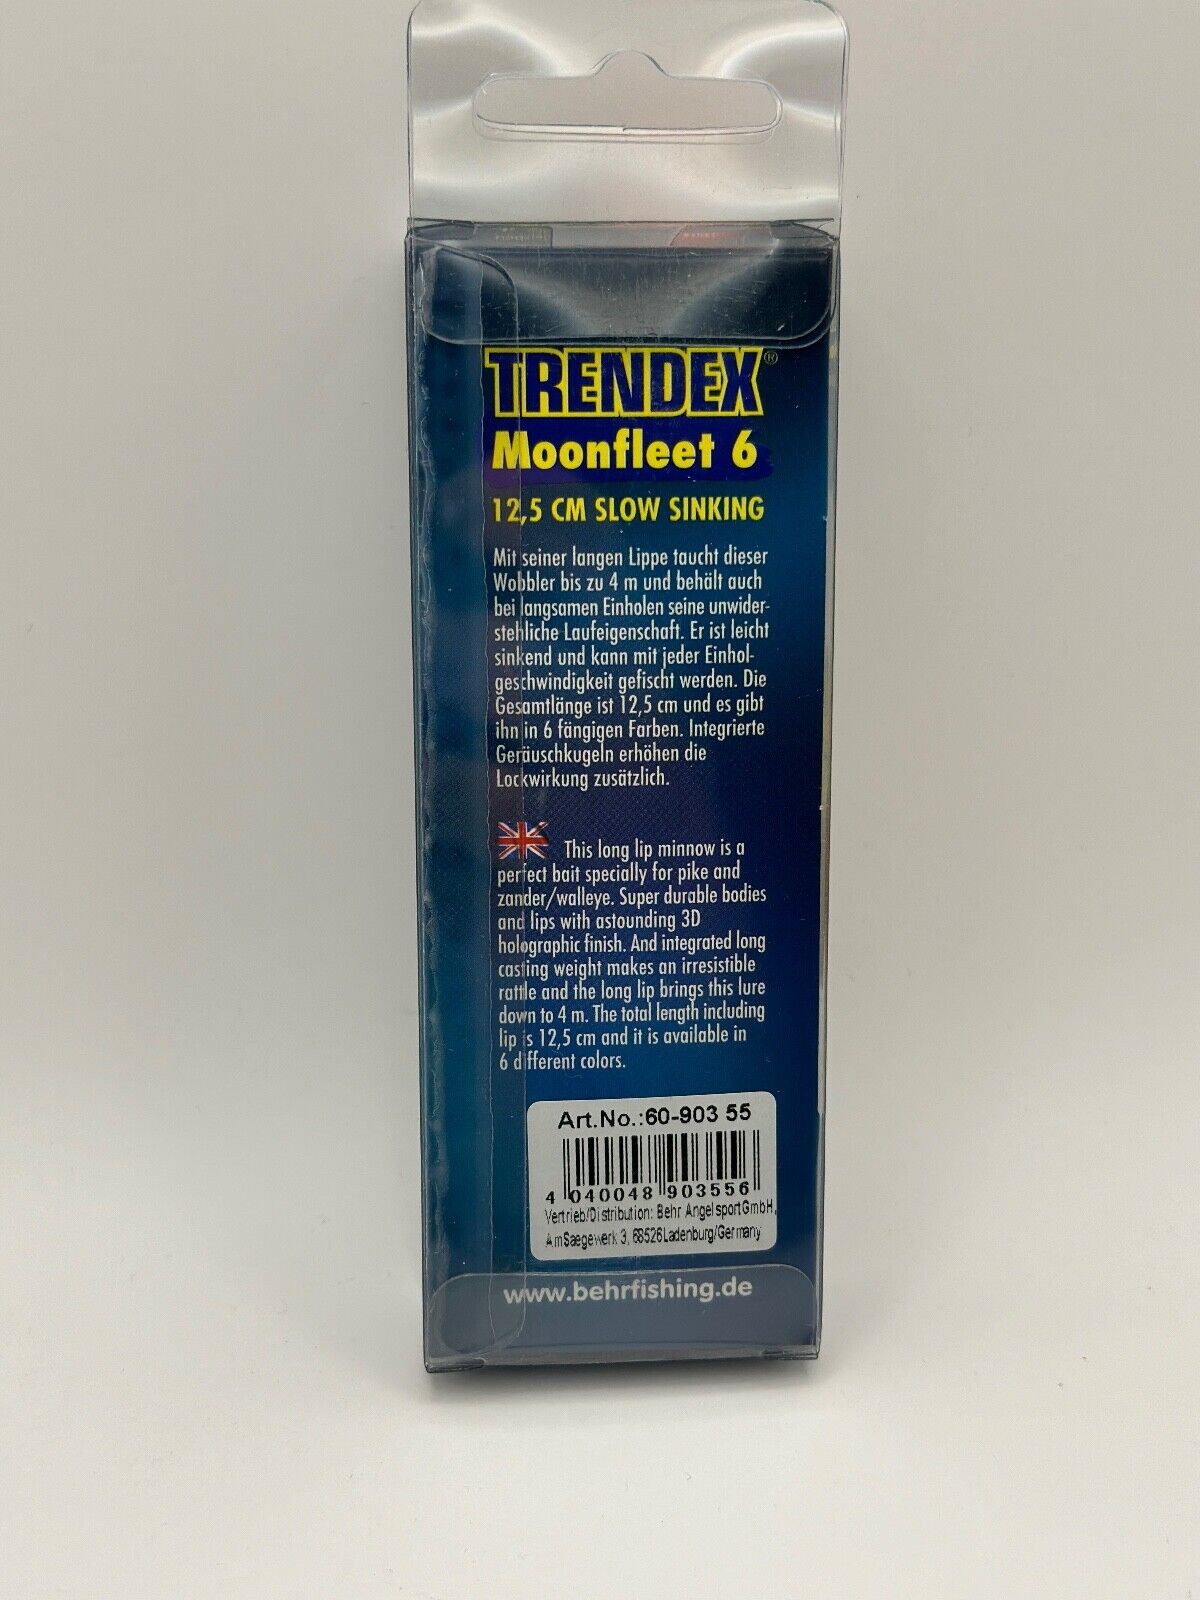 TRENDEX®
Moonfleet 6
12,5 CM SLOW SINKING
Mit seiner langen Lippe taucht dieser
Wobbler bis zu 4 m und behält auch
bei langsamen Einholen seine unwider-
stehliche Laufeigenschaft. Er ist leicht
sinkend und kann mit jeder Einhol-
geschwindigkeit gefischt werden. Die
Gesamtlänge ist 12,5 cm und es gibt
ihn in 6 fängigen Farben. Integrierte
Geräuschkugeln erhöhen die
Lockwirkung zusätzlich.
This long lip minnow is a
perfect bait specially for pike and
zander/walleye. Super durable bodies
and lips with astounding 3D
holographic finish. And integrated long
casting weight makes an irresistible
rattle and the long lip brings this lure
down to 4 m. The total length including
lip is 12,5 cm and it is available in
6 different colors.
Art.No.:60-903 55
4 040048 903556
Vertrieb/Distribution: Behr Angelsport GmbH,
Am Saegewerk 3, 68526 Ladenburg/Germany
www.behrfishing.de